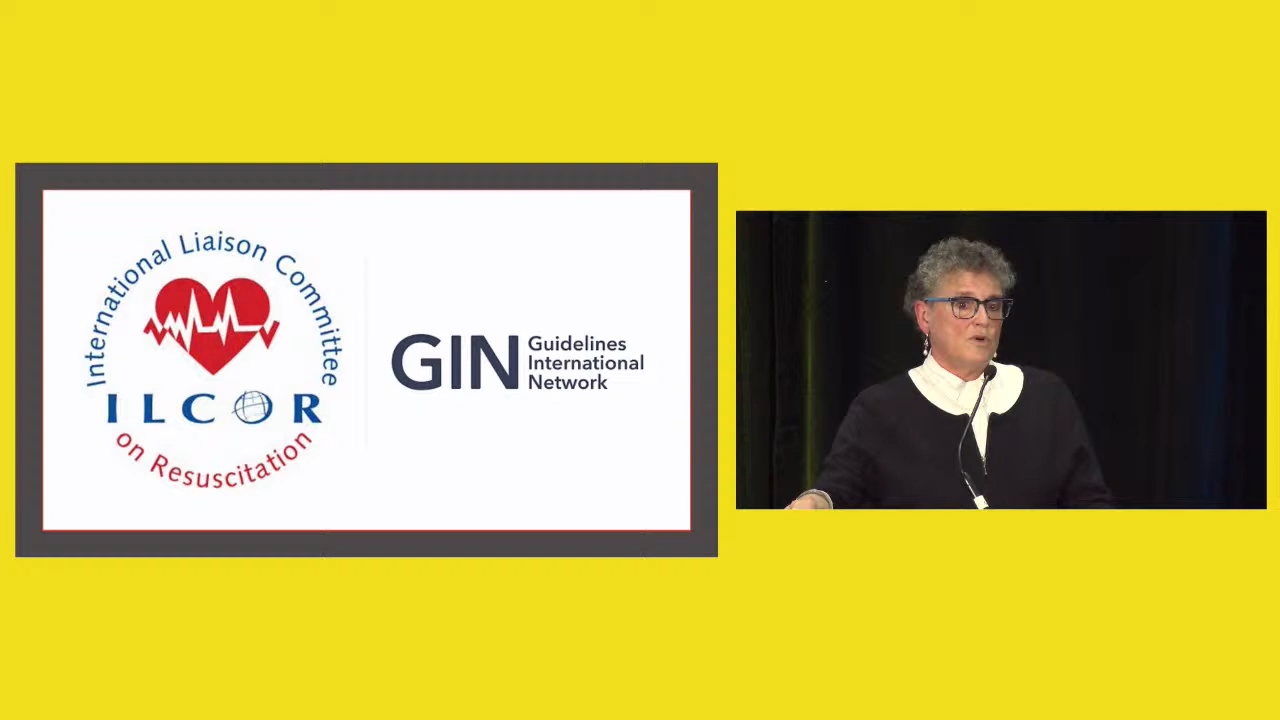 International Liaison Committee
ILCOR
on Resuscitation
GIN
Guidelines
International
Network